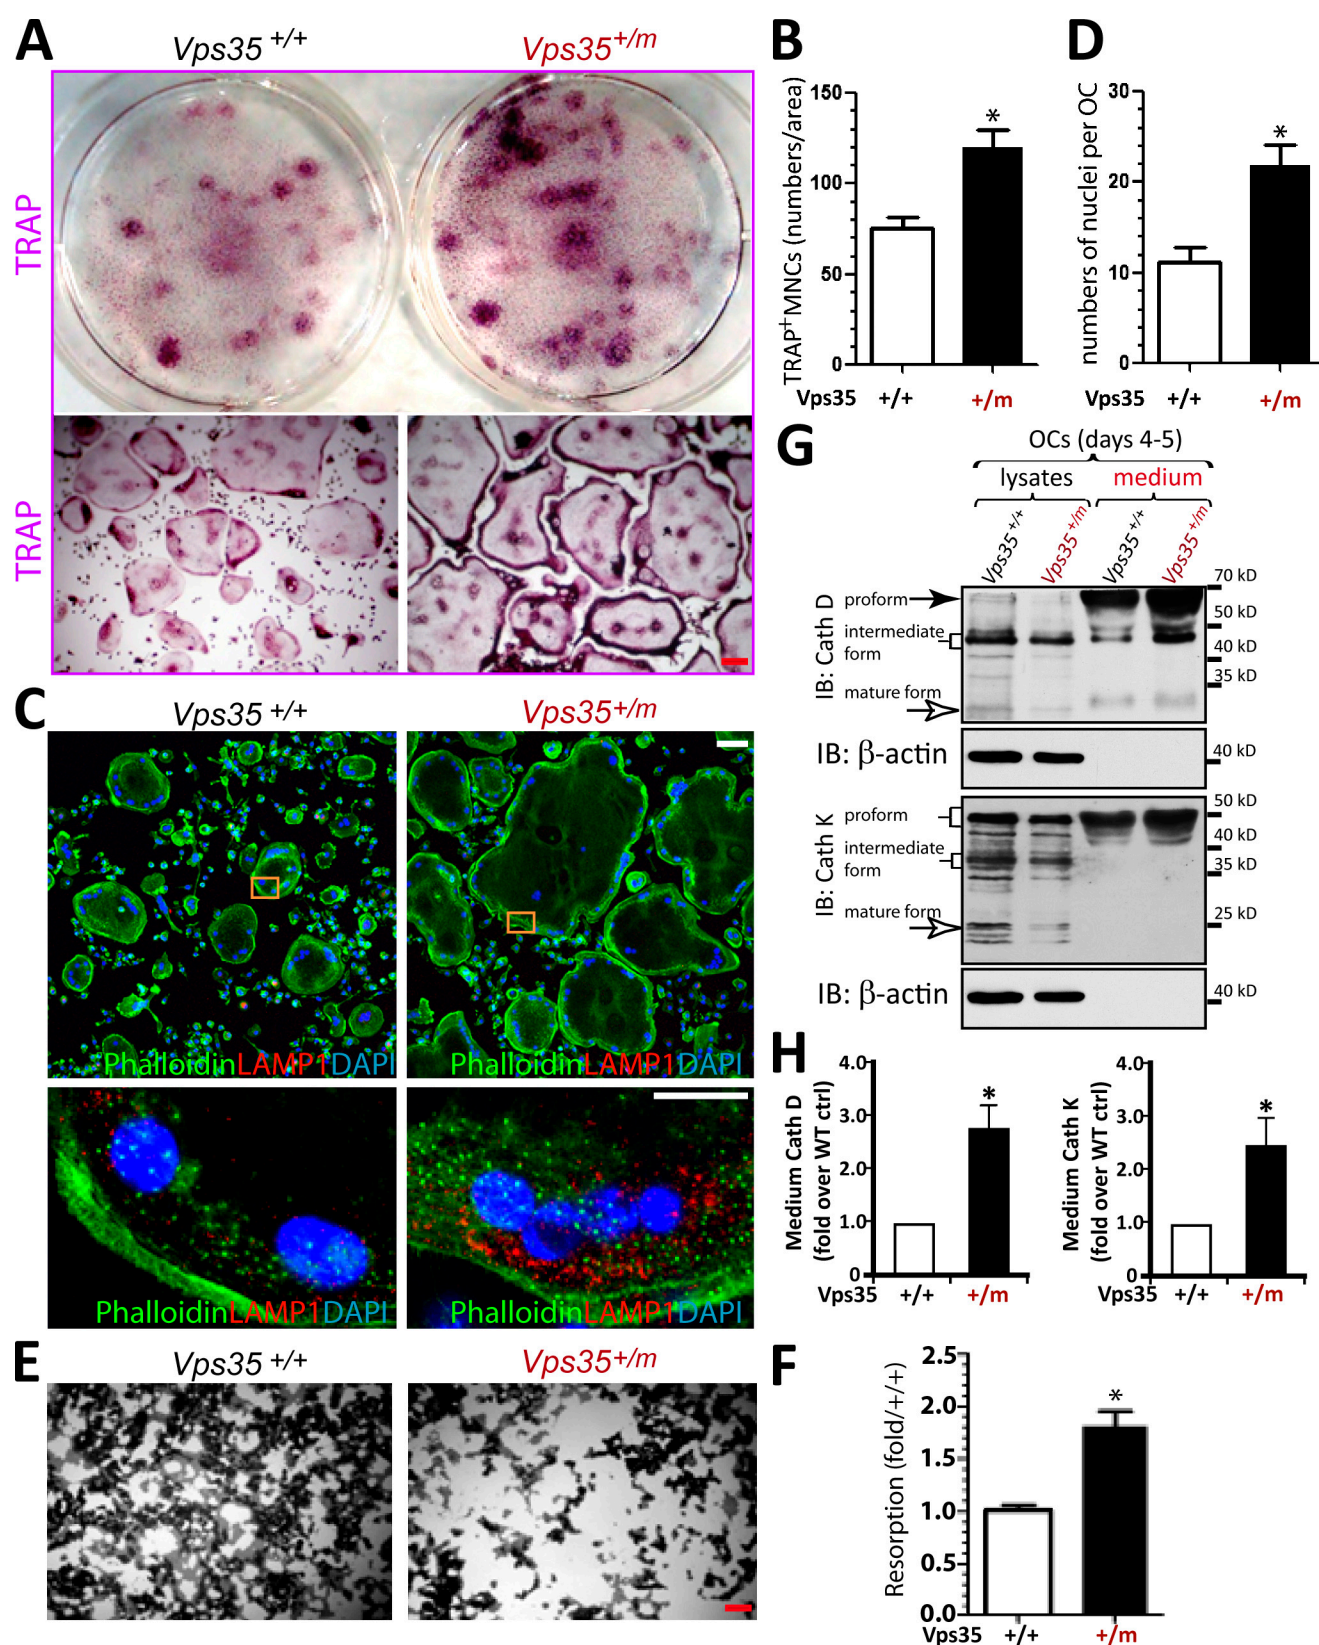 A
Vps35 +/+
Vps35+/m
TRAP
TRAP
B
TRAP+MNCs (numbers/area)
150
100
50
0
*
Vps35 +/+ +/m
D
numbers of nuclei per OC
30
20
10
0
*
Vps35 +/+ +/m
C
Vps35 +/+
Vps35+/m
PhalloidinLAMP1DAPI
PhalloidinLAMP1DAPI
PhalloidinLAMP1DAPI
PhalloidinLAMP1DAPI
G
OCs (days 4-5)
lysates medium
Vps35+/+
Vps35+/m
Vps35+/+
Vps35+/m
IB: Cath D
proform
intermediate
form
mature form
70 kD
50 kD
40 kD
35 kD
IB: β-actin
40 kD
IB: Cath K
proform
intermediate
form
mature form
50 kD
40 kD
35 kD
25 kD
IB: β-actin
40 kD
H
Medium Cath D
(fold over WT ctrl)
4.0
3.0
2.0
1.0
0
*
Vps35 +/+ +/m
Medium Cath K
(fold over WT ctrl)
4.0
3.0
2.0
1.0
0
*
Vps35 +/+ +/m
E
Vps35 +/+
Vps35+/m
F
Resorption (fold/+/+)
2.5
2.0
1.5
1.0
0.5
0.0
*
Vps35 +/+ +/m